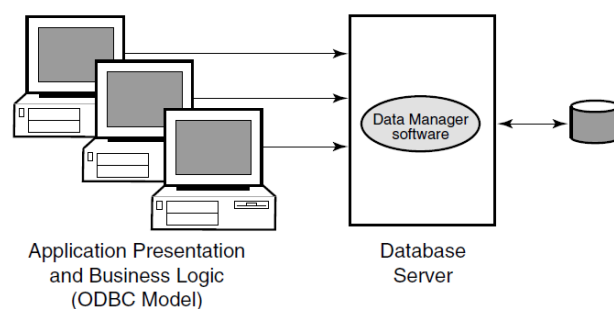 Data Manager
software
Application Presentation
and Business Logic
(ODBC Model)
Database
Server